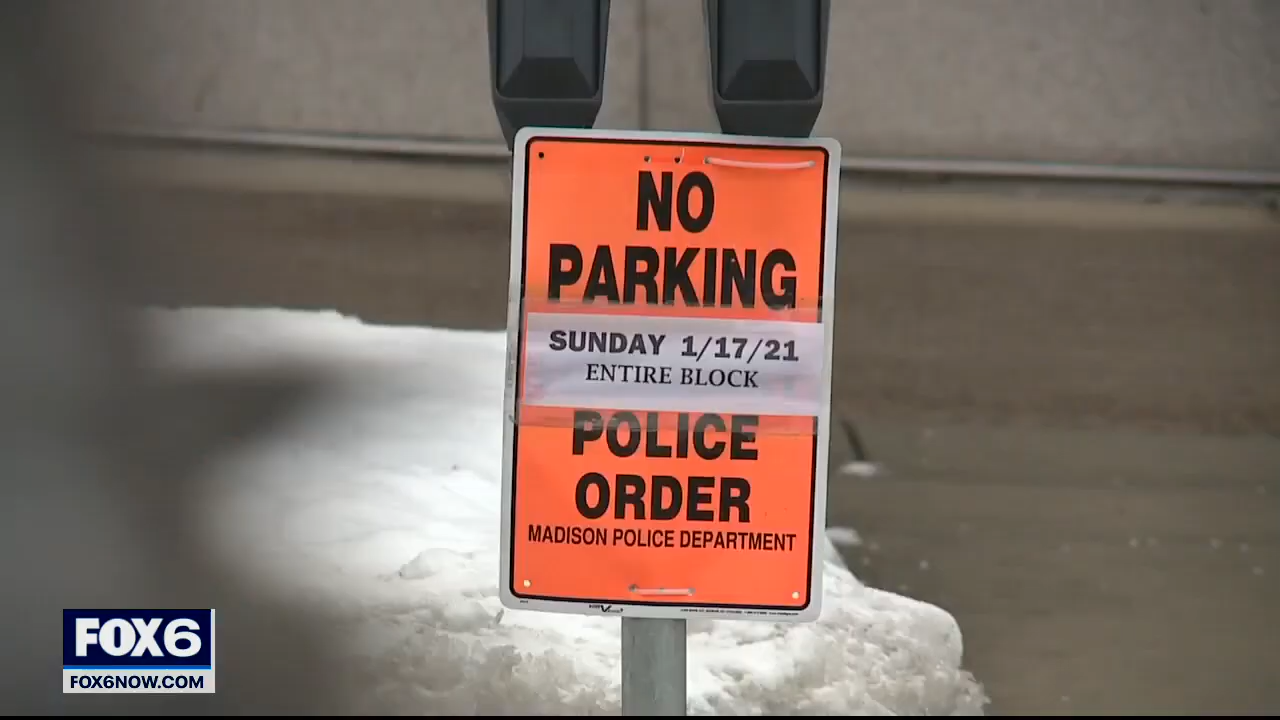 NO
PARKING
SUNDAY 1/17/21
ENTIRE BLOCK
POLICE
ORDER
MADISON POLICE DEPARTMENT
FOX6
FOX6NOW.COM